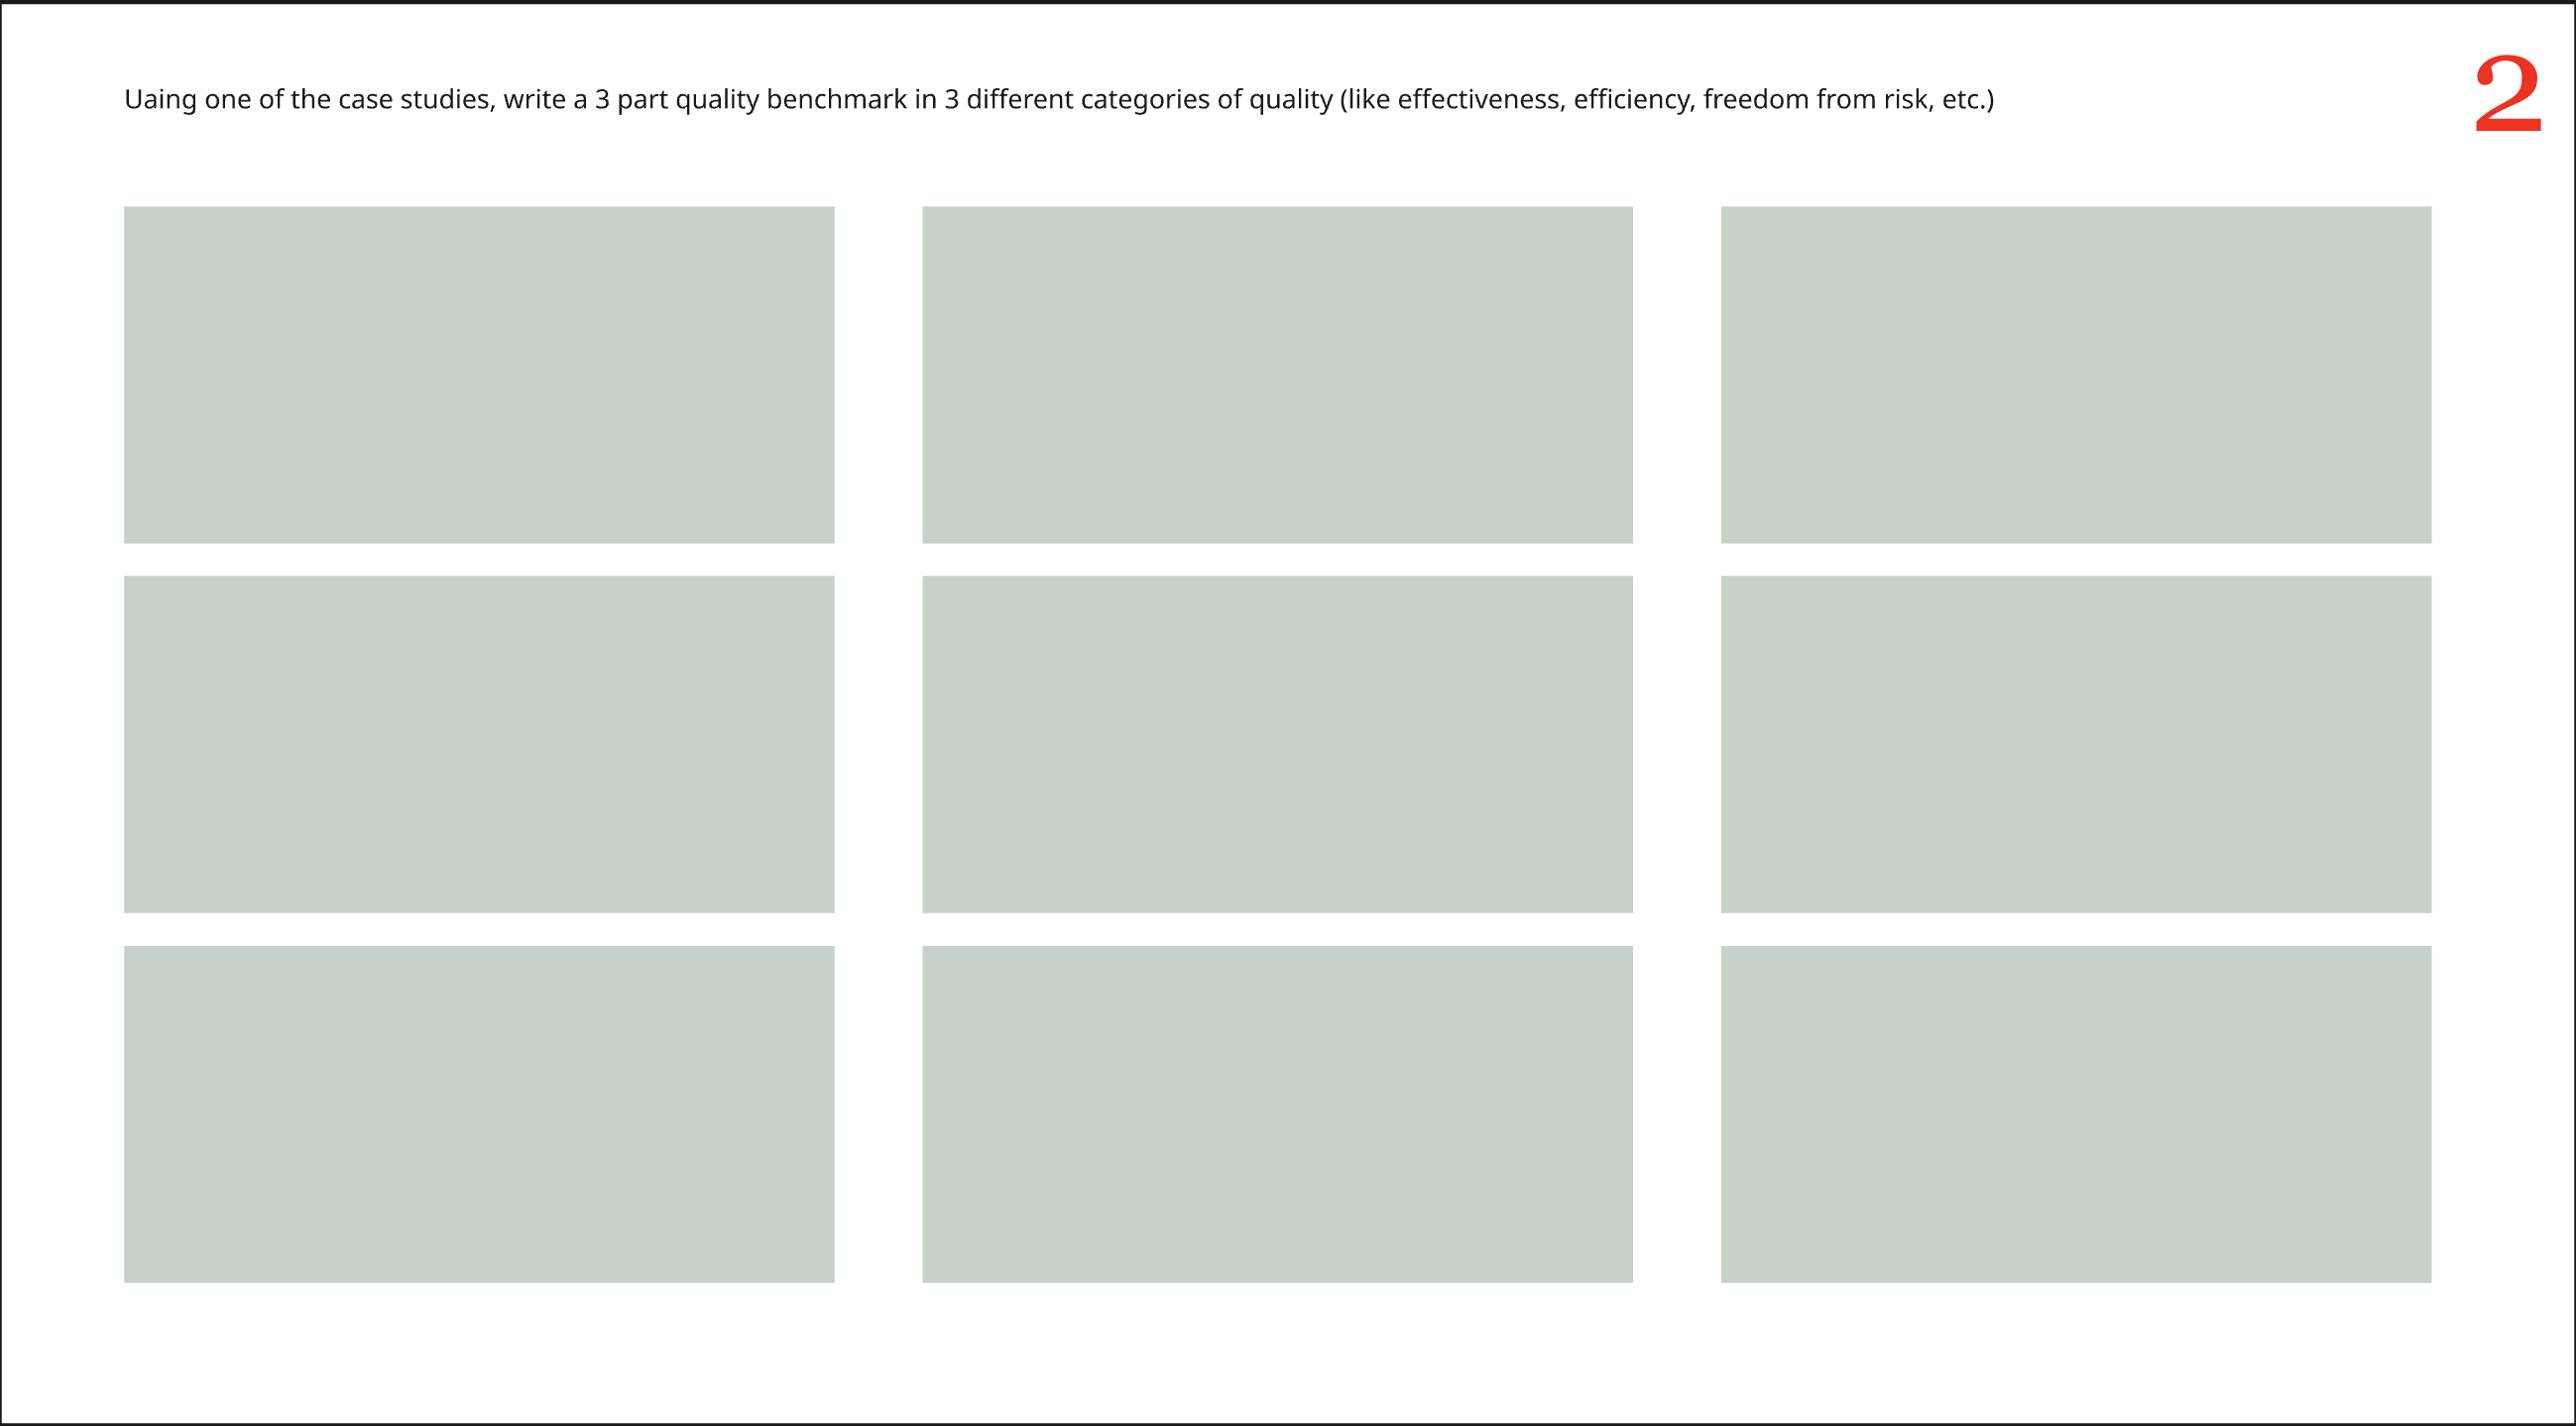 Uaing one of the case studies, write a 3 part quality benchmark in 3 different categories of quality (like effectiveness, efficiency, freedom from risk, etc.)
2